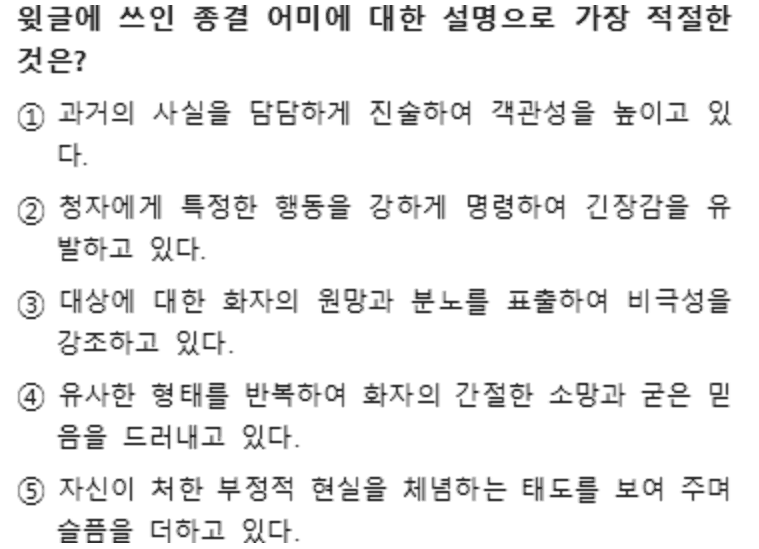 윗글에 쓰인 종결 어미에 대한 설명으로 가장 적절한
것은?
① 과거의 사실을 담담하게 진술하여 객관성을 높이고 있
다.
② 청자에게 특정한 행동을 강하게 명령하여 긴장감을 유
발하고 있다.
③ 대상에 대한 화자의 원망과 분노를 표출하여 비극성을
강조하고 있다.
④ 유사한 형태를 반복하여 화자의 간절한 소망과 굳은 믿
음을 드러내고 있다.
⑤ 자신이 처한 부정적 현실을 체념하는 태도를 보여 주며
슬픔을 더하고 있다.